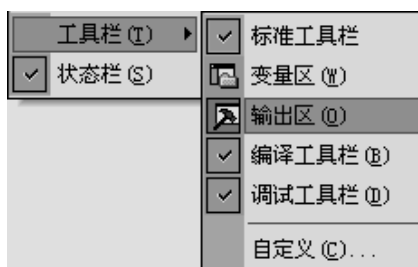 工具栏(T)
状态栏(S)
标准工具栏
变量区(W)
输出区(O)
编译工具栏(B)
调试工具栏(D)
自定义(C)...